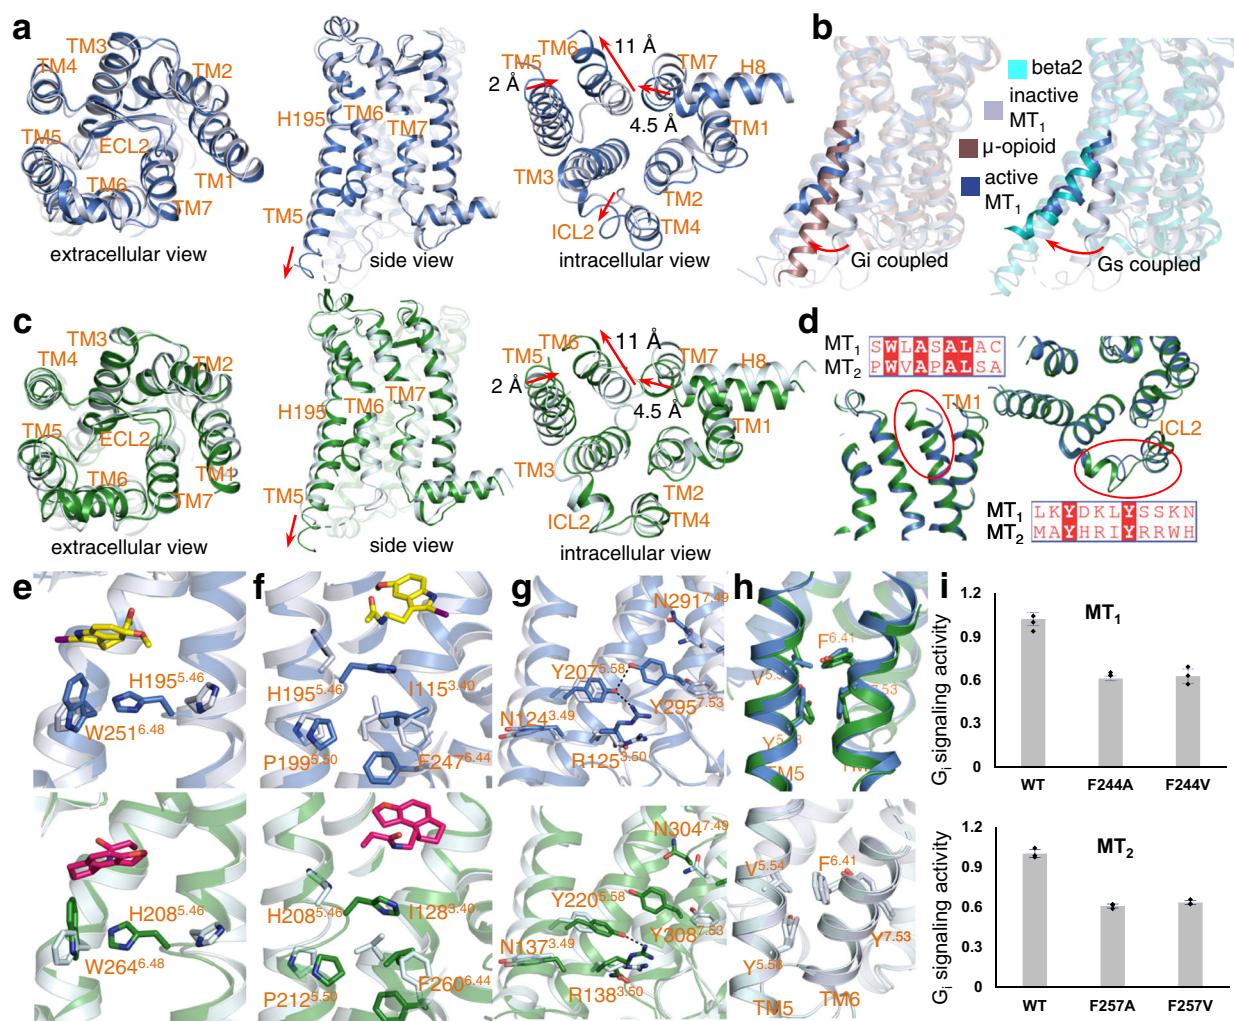 a
TM3
TM4
TM2
TM5
ECL2
TM6
TM1
TM7
extracellular view
H195
TM6
TM7
TM5
side view
TM6
11 Å
TM7
H8
TM5
2 Å
4.5 Å
TM1
TM3
TM2
ICL2
TM4
intracellular view
b
beta2
inactive
MT1
μ-opioid
active
MT1
Gi coupled
Gs coupled
c
TM3
TM4
TM2
TM5
ECL2
TM6
TM1
TM7
extracellular view
H195
TM6
TM7
TM5
side view
TM6
11 Å
TM7
H8
TM5
2 Å
4.5 Å
TM1
TM3
TM2
ICL2
TM4
intracellular view
d
MT1 SWLASALAC
MT2 PWVAPALSA
TM1
ICL2
MT1 LKYDKLYSSKN
MT2 MAYHRIYRRWH
e
H195^5.46
W251^6.48
H208^5.46
W264^6.48
f
H195^5.46
I115^3.40
P199^5.50
F247^6.44
H208^5.46
I128^3.40
P212^5.50
F260^6.44
g
N291^7.49
Y207^5.58
Y295^7.53
N124^3.49
R125^3.50
N304^7.49
Y220^5.58
Y308^7.53
N137^3.49
R138^3.50
h
F^6.41
TM5
V^5.54
F^6.41
Y^7.53
Y^5.58
TM5
TM6
i
MT1
Gi signaling activity
1.2
0.9
0.6
0.3
0
WT
F244A
F244V
MT2
Gi signaling activity
1.2
0.9
0.6
0.3
0
WT
F257A
F257V